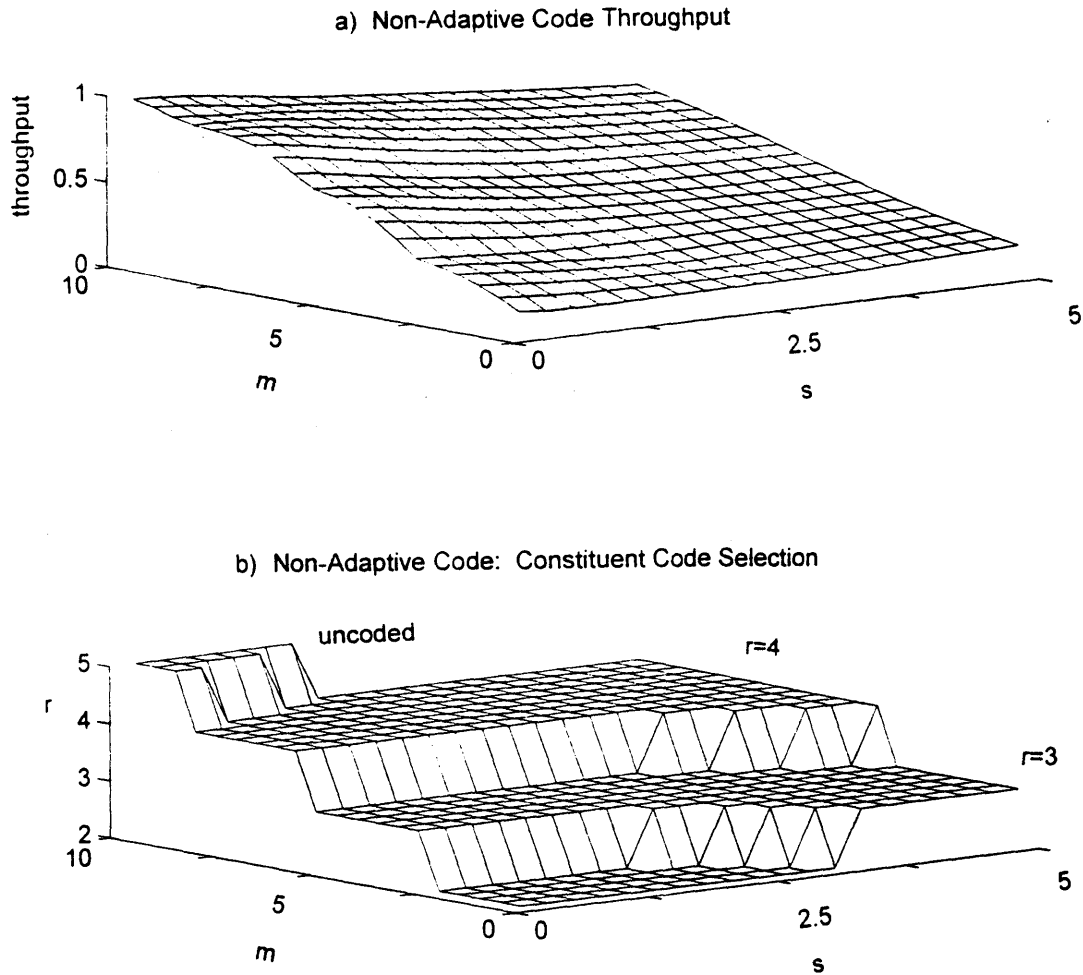 a) Non-Adaptive Code Throughput
1
throughput
0.5
0
10
5
0
0
2.5
5
m
s
b) Non-Adaptive Code: Constituent Code Selection
uncoded
r=4
5
r
4
r=3
3
2
10
5
0
0
2.5
5
m
s